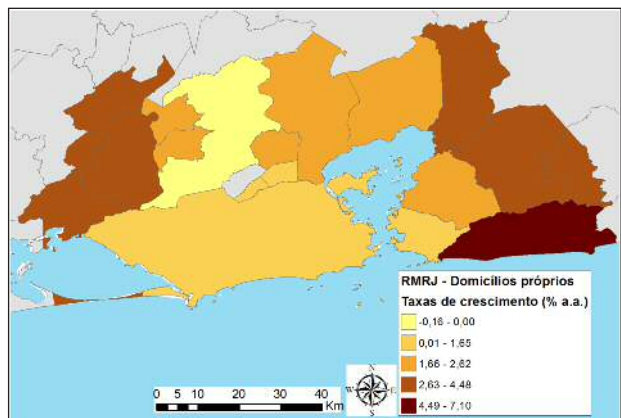 RMRJ - Domicílios próprios
Taxas de crescimento (% a.a.)
-0,16 - 0,00
0,01 - 1,65
1,66 - 2,62
2,63 - 4,48
4,49 - 7,10
N
W E
S
0 5 10 20 30 40
Km